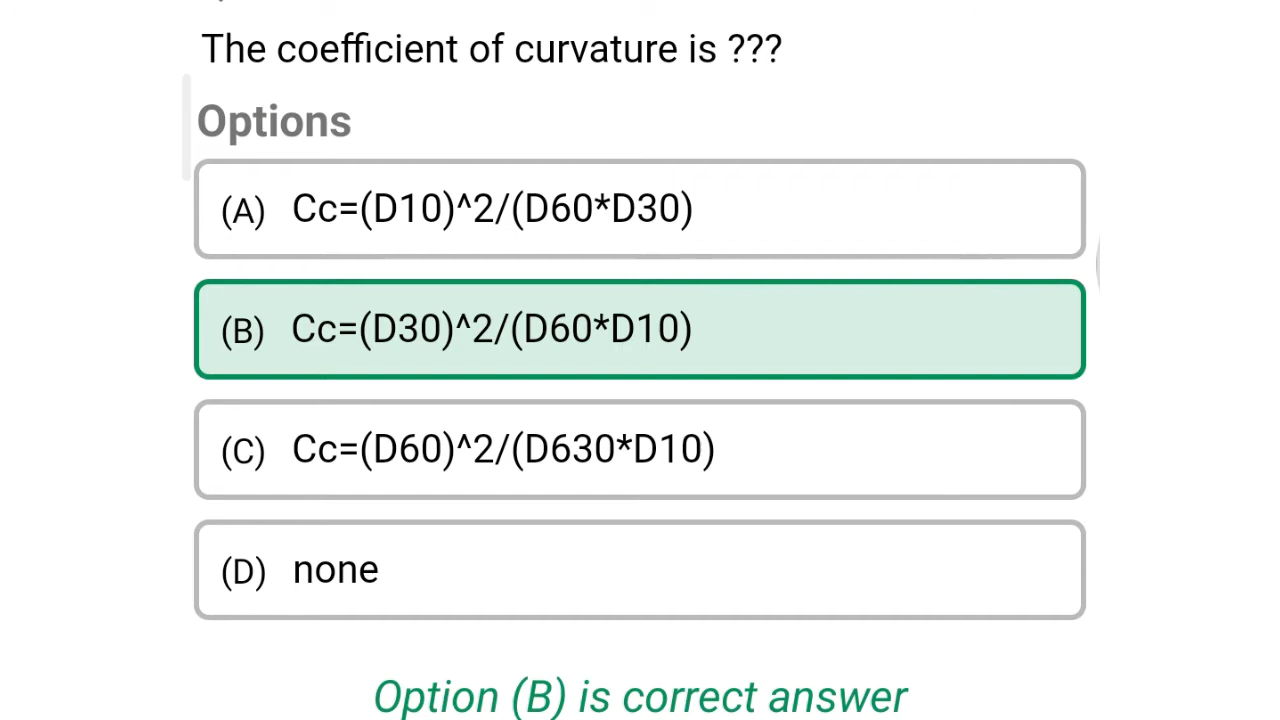 The coefficient of curvature is ???
Options
(A) Cc=(D10)^2/(D60*D30)
(B) Cc=(D30)^2/(D60*D10)
(C) Cc=(D60)^2/(D630*D10)
(D) none
Option (B) is correct answer